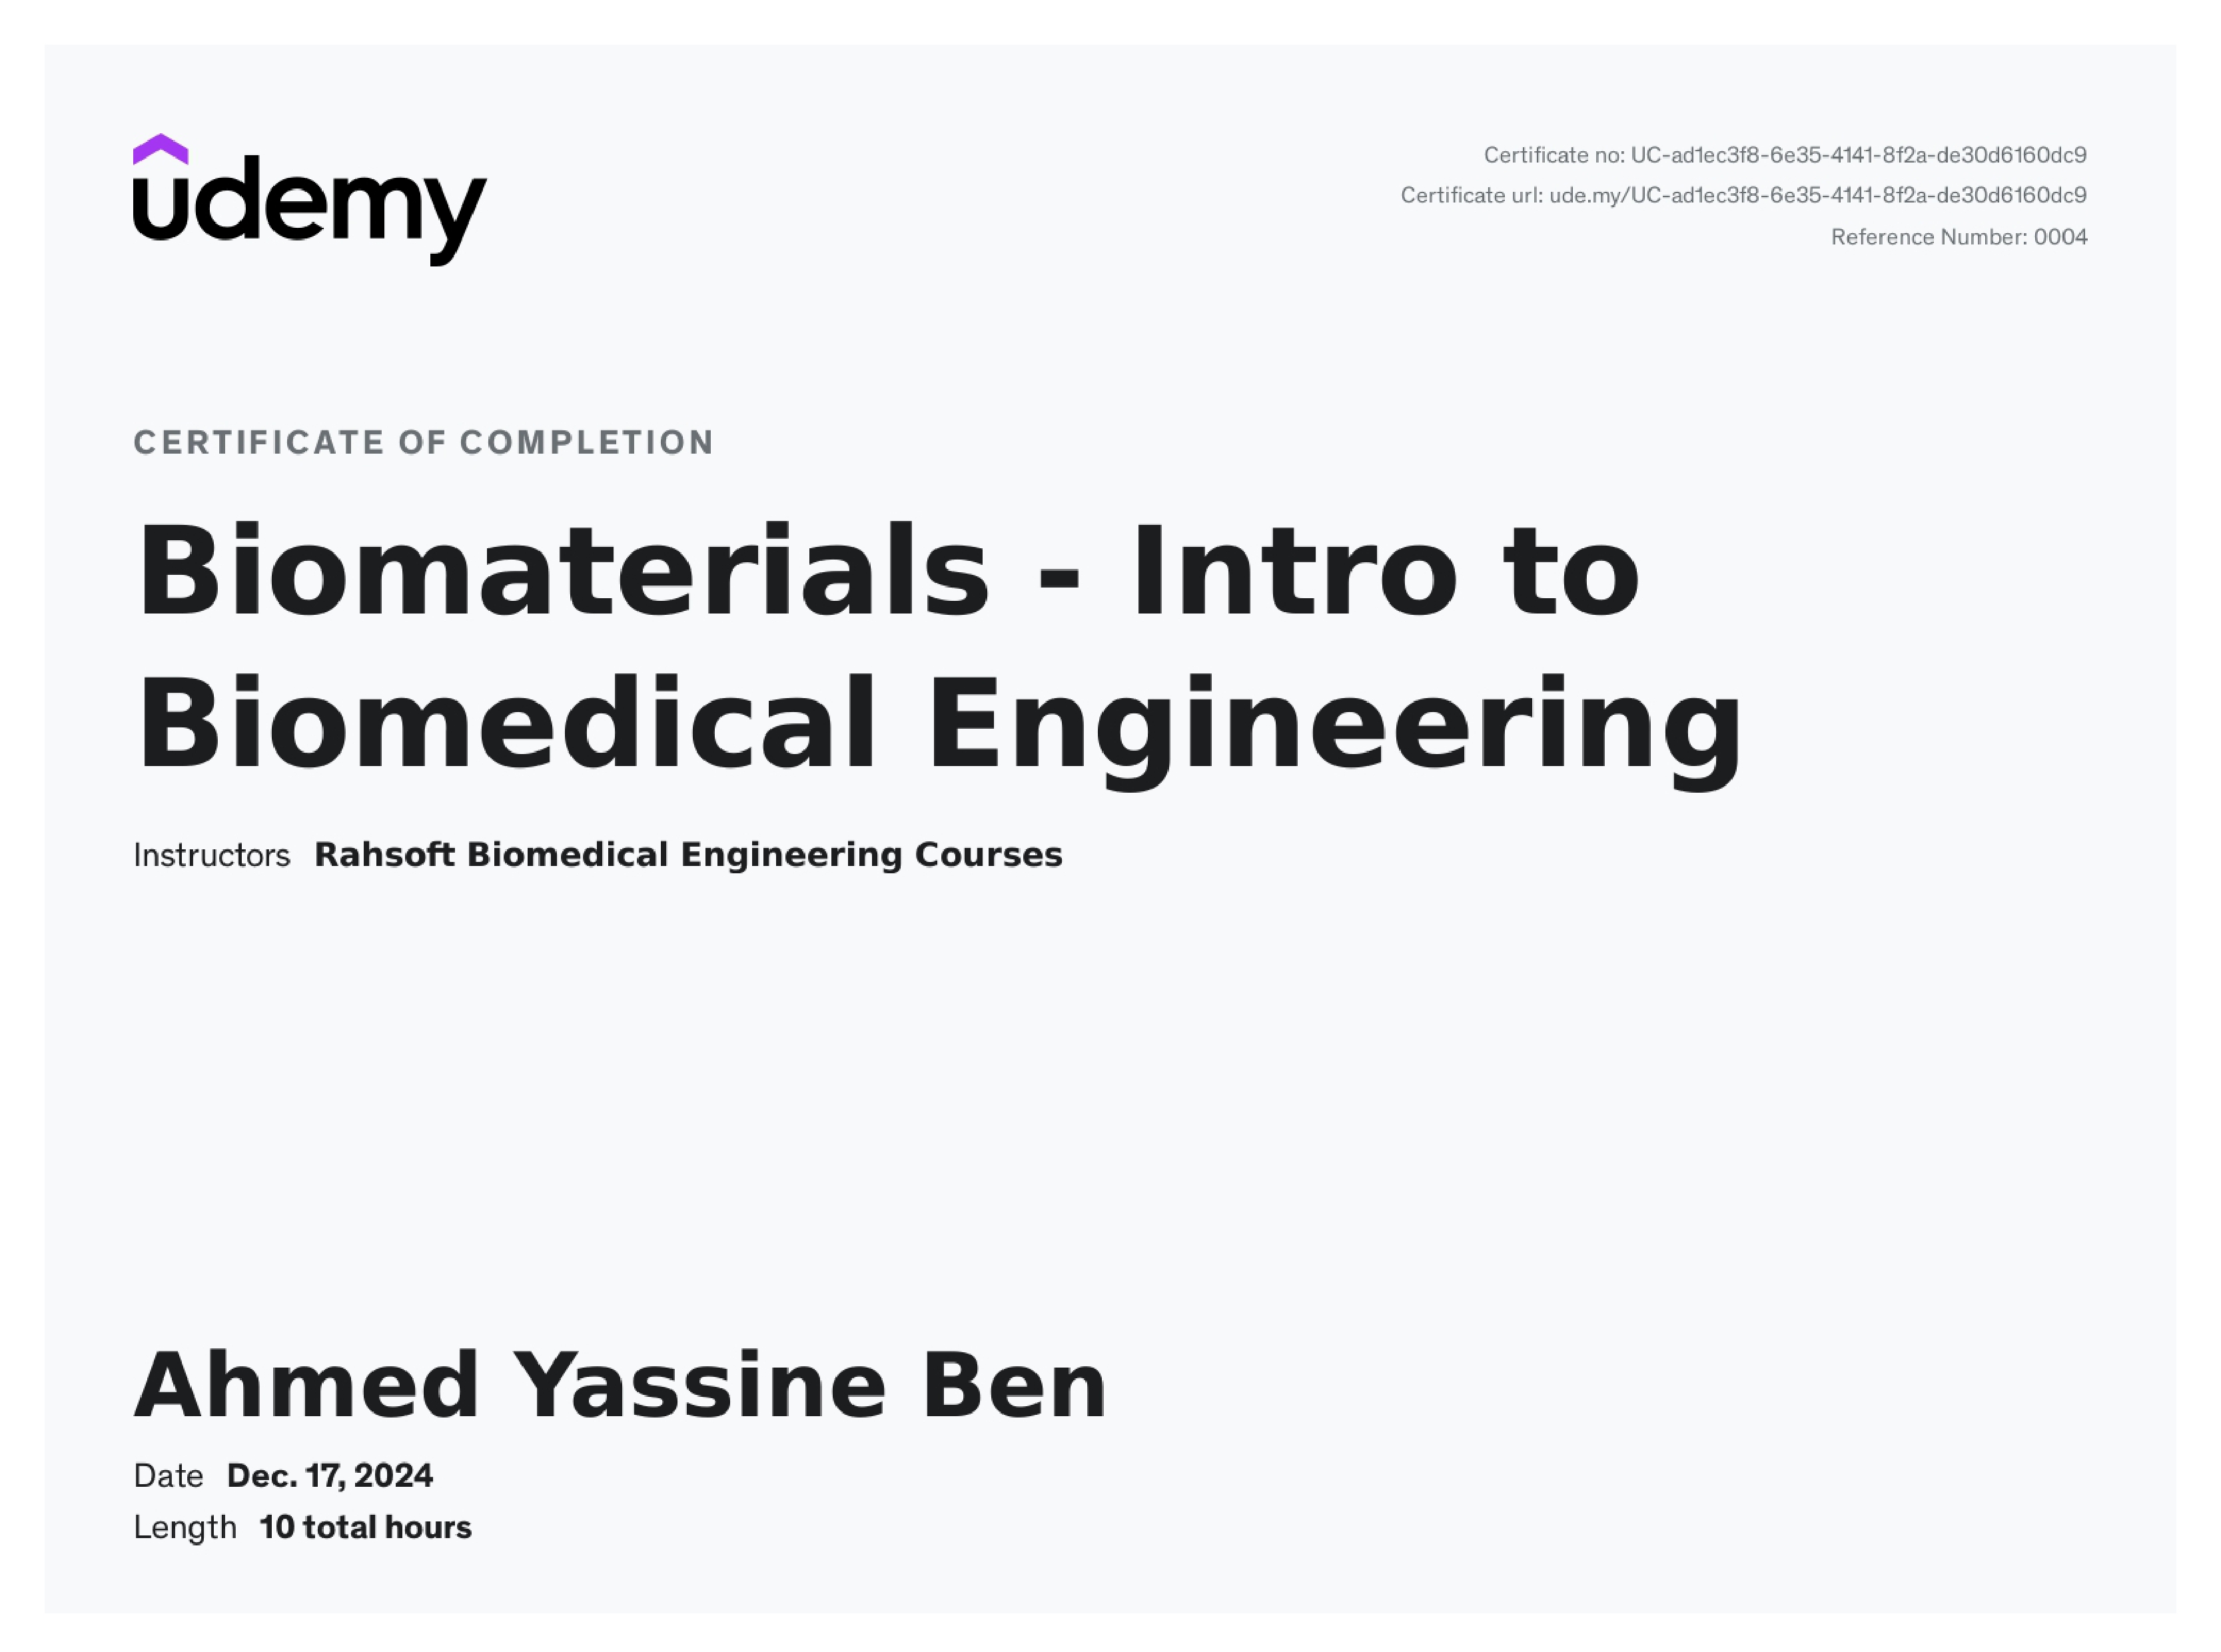 udemy
Certificate no: UC-ad1ec3f8-6e35-4141-8f2a-de30d6160dc9
Certificate url: ude.my/UC-ad1ec3f8-6e35-4141-8f2a-de30d6160dc9
Reference Number: 0004
CERTIFICATE OF COMPLETION
Biomaterials - Intro to
Biomedical Engineering
Instructors Rahsoft Biomedical Engineering Courses
Ahmed Yassine Ben
Date Dec. 17, 2024
Length 10 total hours